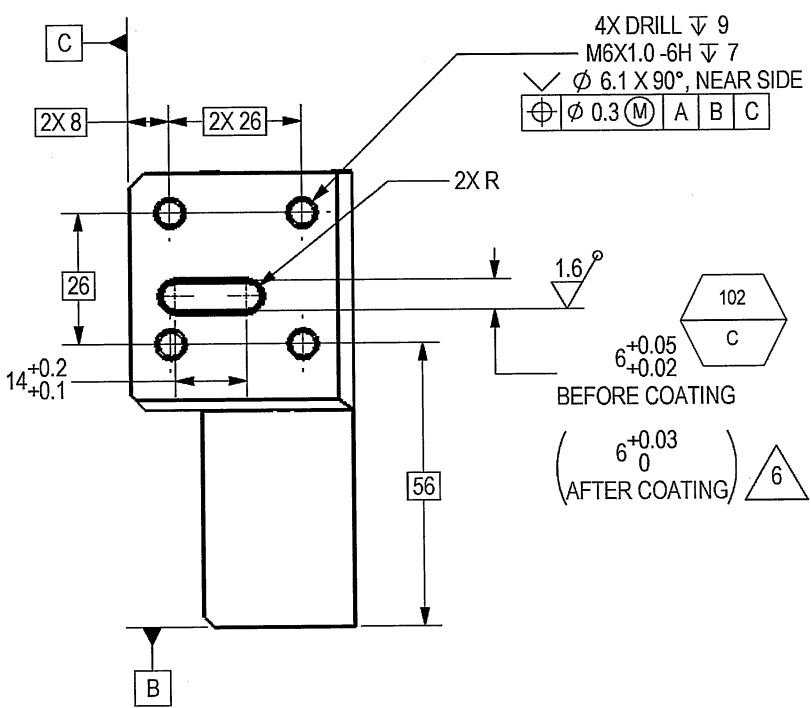 C
4X DRILL ↧ 9
M6X1.0 -6H ↧ 7
⌵ Ø 6.1 X 90°, NEAR SIDE
⌖ Ø 0.3 Ⓜ A B C
2X 8
2X 26
2X R
26
1.6
102
C
6 +0.05
+0.02
BEFORE COATING
14 +0.2
+0.1
(6 +0.03
0
AFTER COATING)
6
56
B